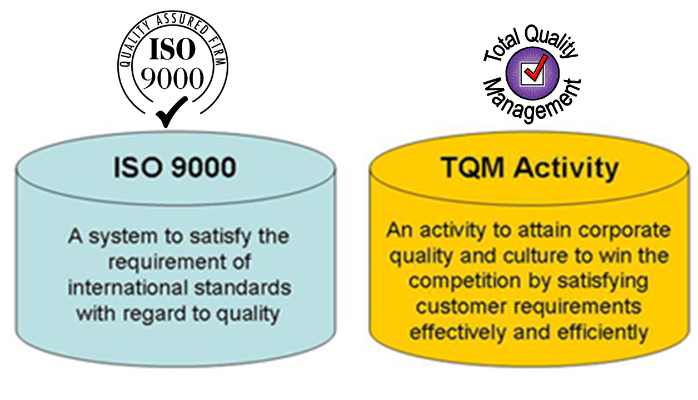 QUALITY ASSURED FIRM
ISO
9000
Total Quality
Management
ISO 9000
A system to satisfy the
requirement of
international standards
with regard to quality
TQM Activity
An activity to attain corporate
quality and culture to win the
competition by satisfying
customer requirements
effectively and efficiently